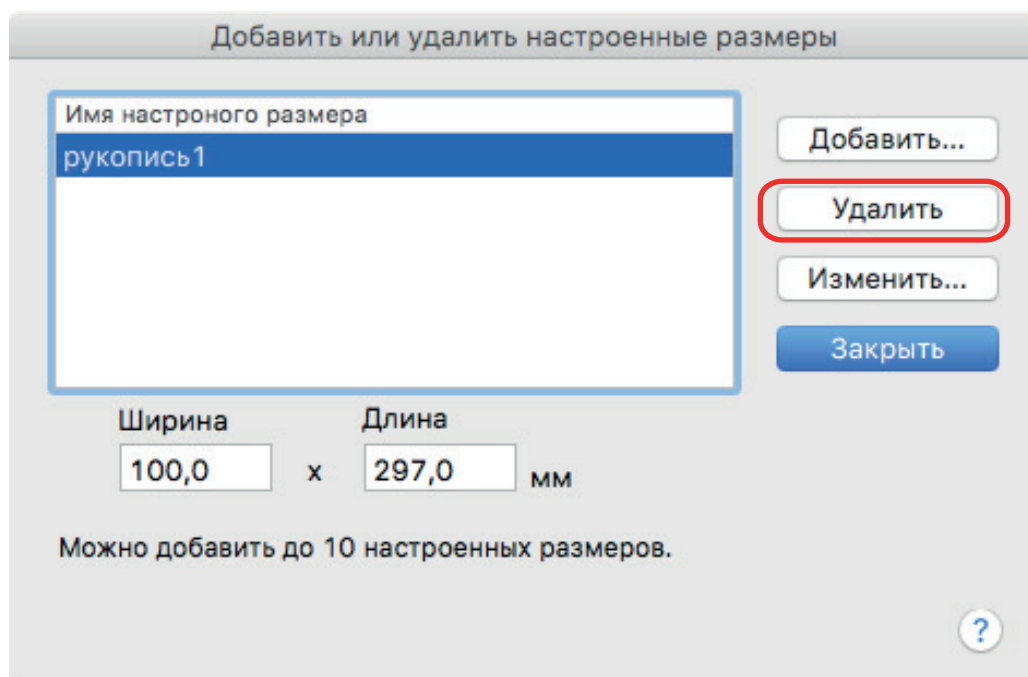 Добавить или удалить настроенные размеры
Имя настроного размера
рукопись1
Добавить...
Удалить
Изменить...
Закрыть
Ширина Длина
100,0 x 297,0 мм
Можно добавить до 10 настроенных размеров.
?